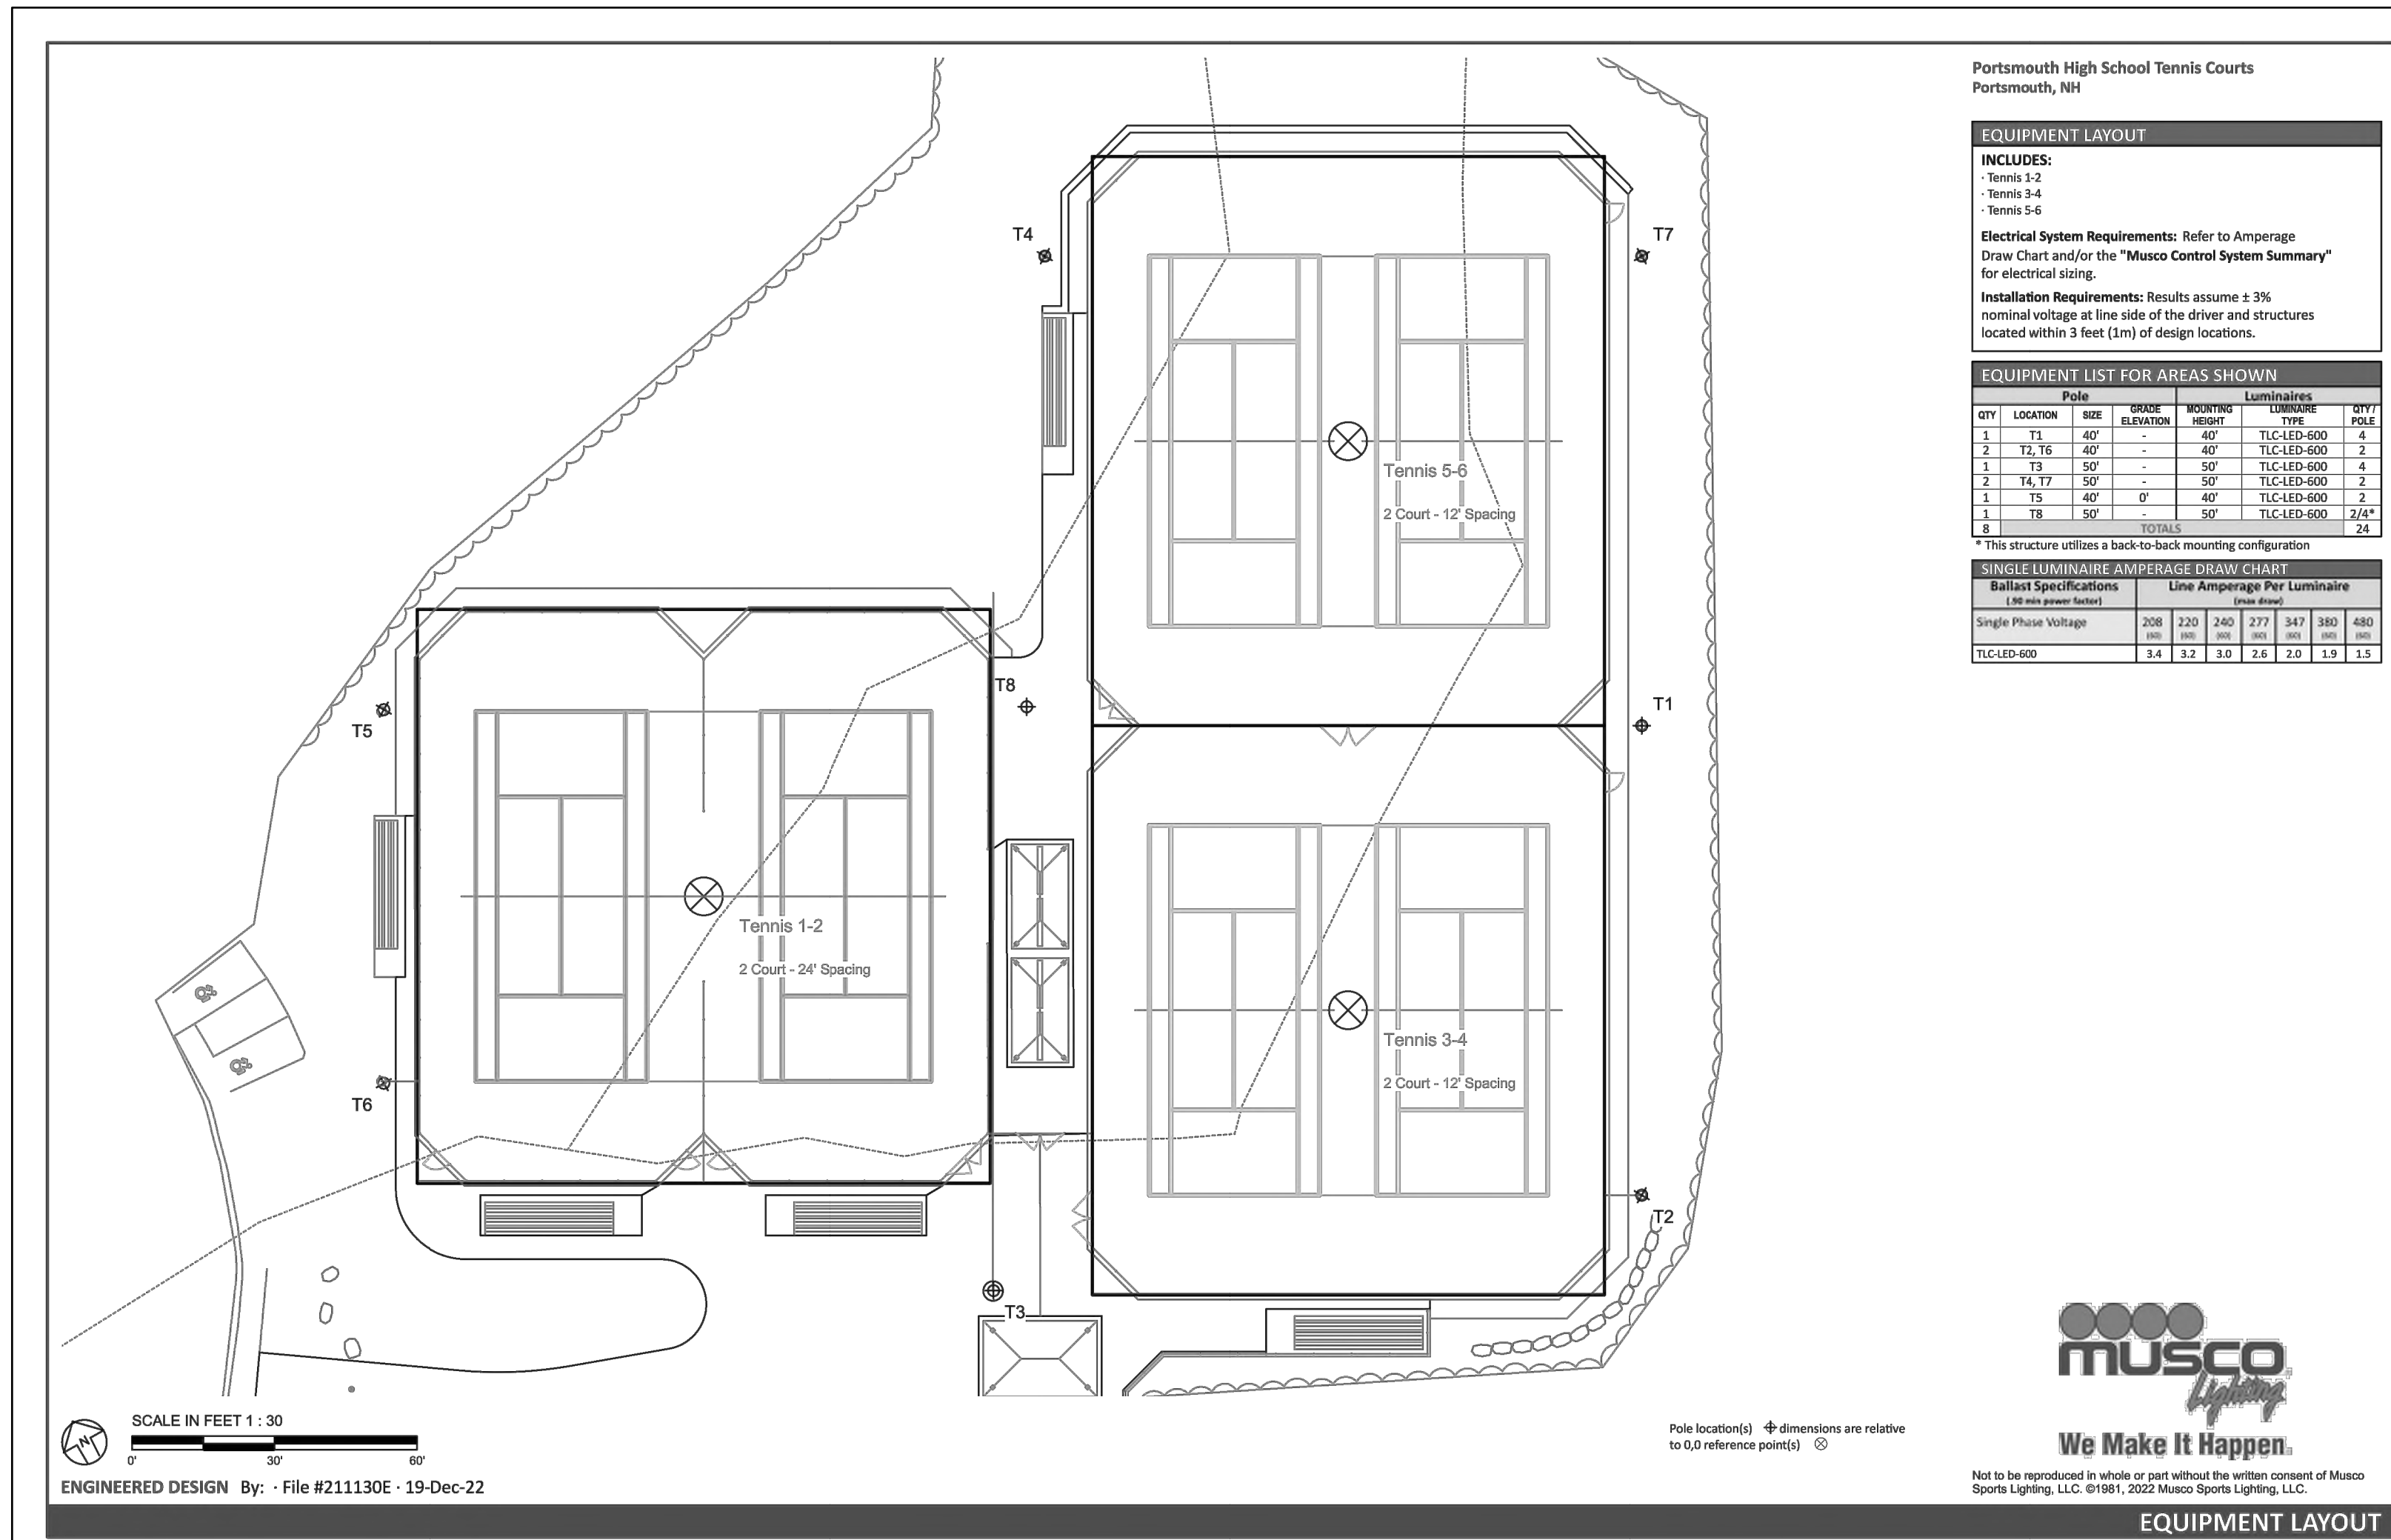 Portsmouth High School Tennis Courts
Portsmouth, NH
EQUIPMENT LAYOUT
INCLUDES:
· Tennis 1-2
· Tennis 3-4
· Tennis 5-6
Electrical System Requirements: Refer to Amperage
Draw Chart and/or the "Musco Control System Summary"
for electrical sizing.
Installation Requirements: Results assume ± 3%
nominal voltage at line side of the driver and structures
located within 3 feet (1m) of design locations.
EQUIPMENT LIST FOR AREAS SHOWN
Pole Luminaires
QTY LOCATION SIZE GRADE ELEVATION MOUNTING HEIGHT LUMINAIRE TYPE QTY / POLE
1 T1 40' - 40' TLC-LED-600 4
2 T2, T6 40' - 40' TLC-LED-600 2
1 T3 50' - 50' TLC-LED-600 4
2 T4, T7 50' - 50' TLC-LED-600 2
1 T5 40' 0' 40' TLC-LED-600 2
1 T8 50' - 50' TLC-LED-600 2/4*
8 TOTALS 24
* This structure utilizes a back-to-back mounting configuration
SINGLE LUMINAIRE AMPERAGE DRAW CHART
Ballast Specifications Line Amperage Per Luminaire
(.90 min power factor) (max draw)
Single Phase Voltage 208 220 240 277 347 380 480
(60) (60) (60) (60) (60) (60) (60)
TLC-LED-600 3.4 3.2 3.0 2.6 2.0 1.9 1.5
T4
T7
Tennis 5-6
2 Court - 12' Spacing
T8
T1
T5
Tennis 1-2
2 Court - 24' Spacing
Tennis 3-4
2 Court - 12' Spacing
T6
T2
T3
N
SCALE IN FEET 1 : 30
0' 30' 60'
ENGINEERED DESIGN By: · File #211130E · 19-Dec-22
Pole location(s) dimensions are relative
to 0,0 reference point(s)
musco
Lighting
We Make It Happen.
Not to be reproduced in whole or part without the written consent of Musco
Sports Lighting, LLC. ©1981, 2022 Musco Sports Lighting, LLC.
EQUIPMENT LAYOUT